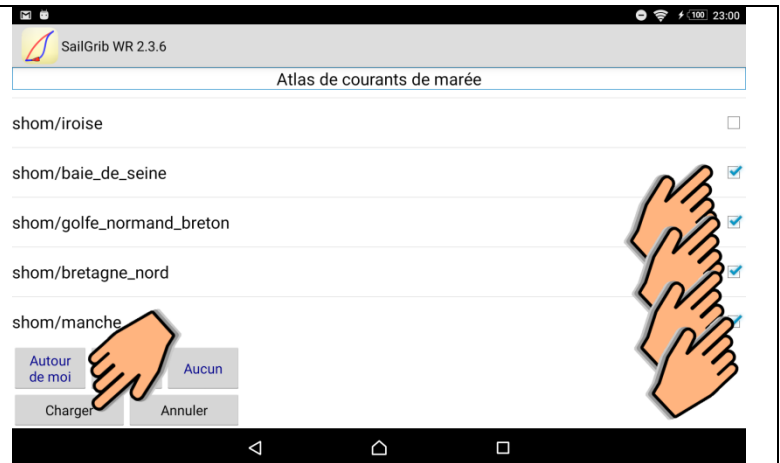 100 23:00
SailGrib WR 2.3.6
Atlas de courants de marée
shom/iroise
shom/baie_de_seine
shom/golfe_normand_breton
shom/bretagne_nord
shom/manche
Autour
de moi
Aucun
Charger
Annuler